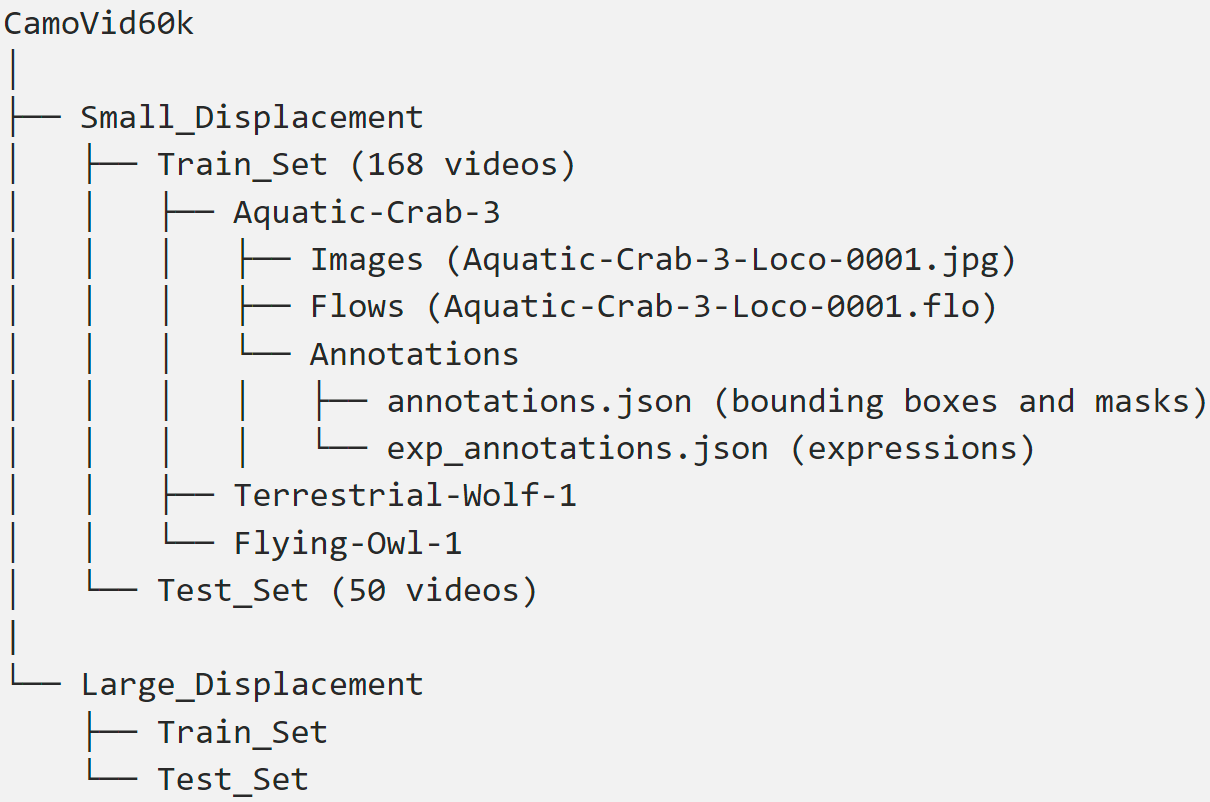 CamoVid60k
│
├── Small_Displacement
│   ├── Train_Set (168 videos)
│   │   ├── Aquatic-Crab-3
│   │   │   ├── Images (Aquatic-Crab-3-Loco-0001.jpg)
│   │   │   ├── Flows (Aquatic-Crab-3-Loco-0001.flo)
│   │   │   └── Annotations
│   │   │   │   ├── annotations.json (bounding boxes and masks)
│   │   │   │   └── exp_annotations.json (expressions)
│   │   ├── Terrestrial-Wolf-1
│   │   └── Flying-Owl-1
│   └── Test_Set (50 videos)
│
└── Large_Displacement
    ├── Train_Set
    └── Test_Set